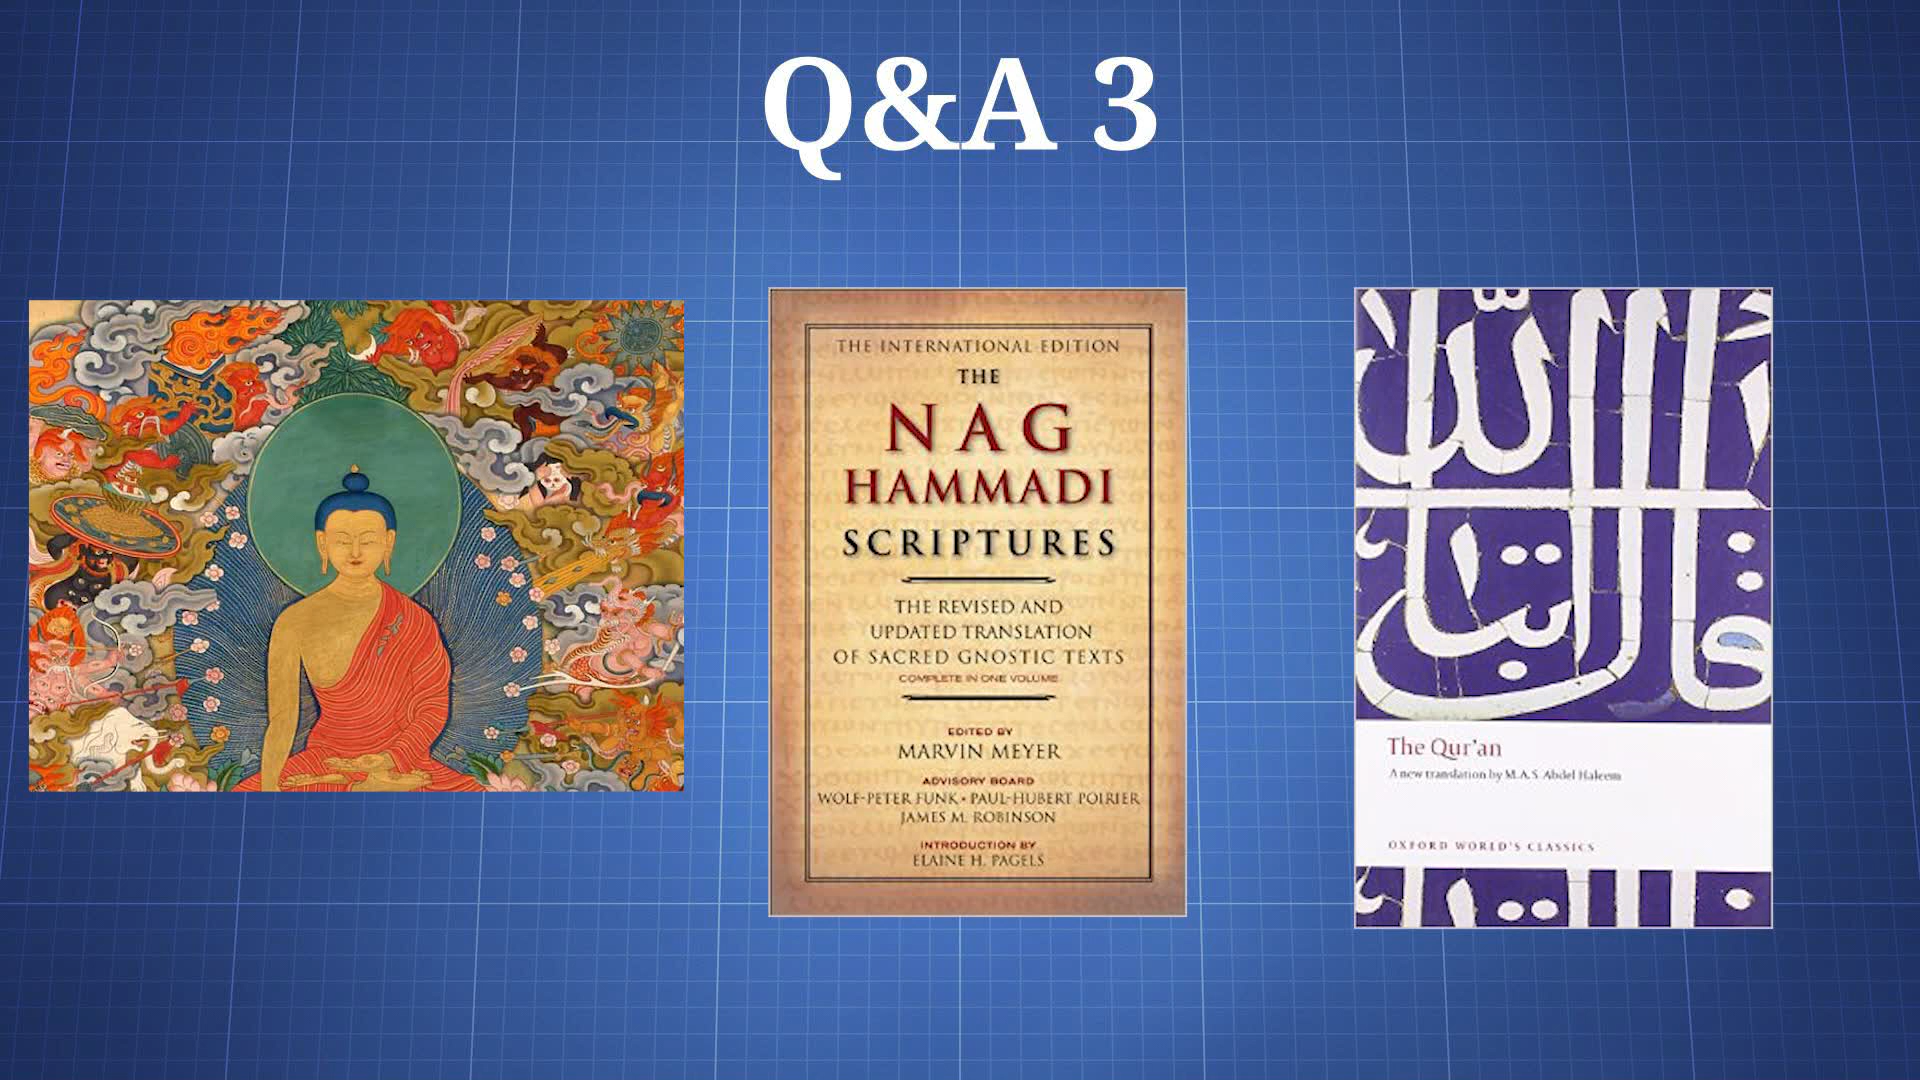 Q&A 3
THE INTERNATIONAL EDITION
THE
NAG
HAMMADI
SCRIPTURES
THE REVISED AND
UPDATED TRANSLATION
OF SACRED GNOSTIC TEXTS
COMPLETE IN ONE VOLUME
EDITED BY
MARVIN MEYER
ADVISORY BOARD
WOLF-PETER FUNK • PAUL-HUBERT POIRIER
JAMES M. ROBINSON
INTRODUCTION BY
ELAINE H. PAGELS
The Qur'an
A new translation by M.A.S. Abdel Haleem
OXFORD WORLD'S CLASSICS